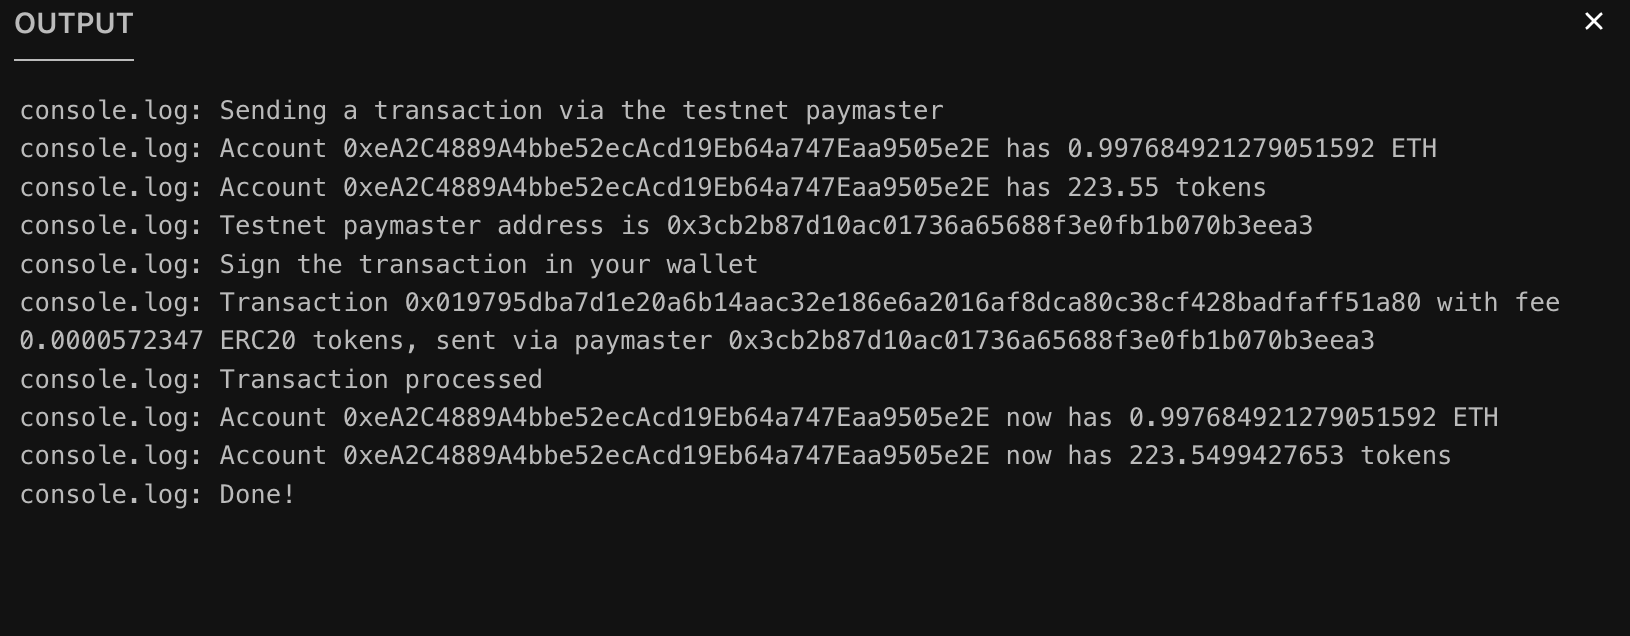 OUTPUT
console.log: Sending a transaction via the testnet paymaster
console.log: Account 0xeA2C4889A4bbe52ecAcd19Eb64a747Eaa9505e2E has 0.997684921279051592 ETH
console.log: Account 0xeA2C4889A4bbe52ecAcd19Eb64a747Eaa9505e2E has 223.55 tokens
console.log: Testnet paymaster address is 0x3cb2b87d10ac01736a65688f3e0fb1b070b3eea3
console.log: Sign the transaction in your wallet
console.log: Transaction 0x019795dba7d1e20a6b14aac32e186e6a2016af8dca80c38cf428badfaff51a80 with fee
0.0000572347 ERC20 tokens, sent via paymaster 0x3cb2b87d10ac01736a65688f3e0fb1b070b3eea3
console.log: Transaction processed
console.log: Account 0xeA2C4889A4bbe52ecAcd19Eb64a747Eaa9505e2E now has 0.997684921279051592 ETH
console.log: Account 0xeA2C4889A4bbe52ecAcd19Eb64a747Eaa9505e2E now has 223.5499427653 tokens
console.log: Done!